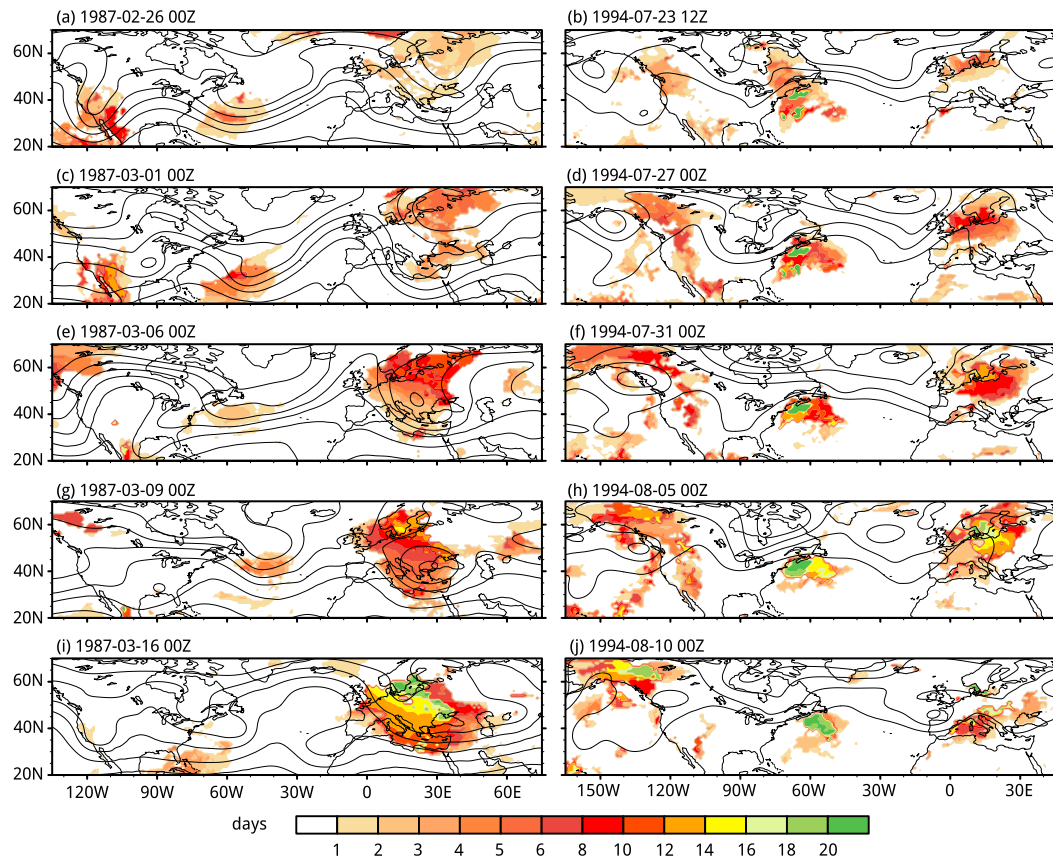 (a) 1987-02-26 00Z
(b) 1994-07-23 12Z
60N
40N
20N
(c) 1987-03-01 00Z
(d) 1994-07-27 00Z
60N
40N
20N
(e) 1987-03-06 00Z
(f) 1994-07-31 00Z
60N
40N
20N
(g) 1987-03-09 00Z
(h) 1994-08-05 00Z
60N
40N
20N
(i) 1987-03-16 00Z
(j) 1994-08-10 00Z
60N
40N
20N
120W 90W 60W 30W 0 30E 60E
150W 120W 90W 60W 30W 0 30E
days
1 2 3 4 5 6 8 10 12 14 16 18 20